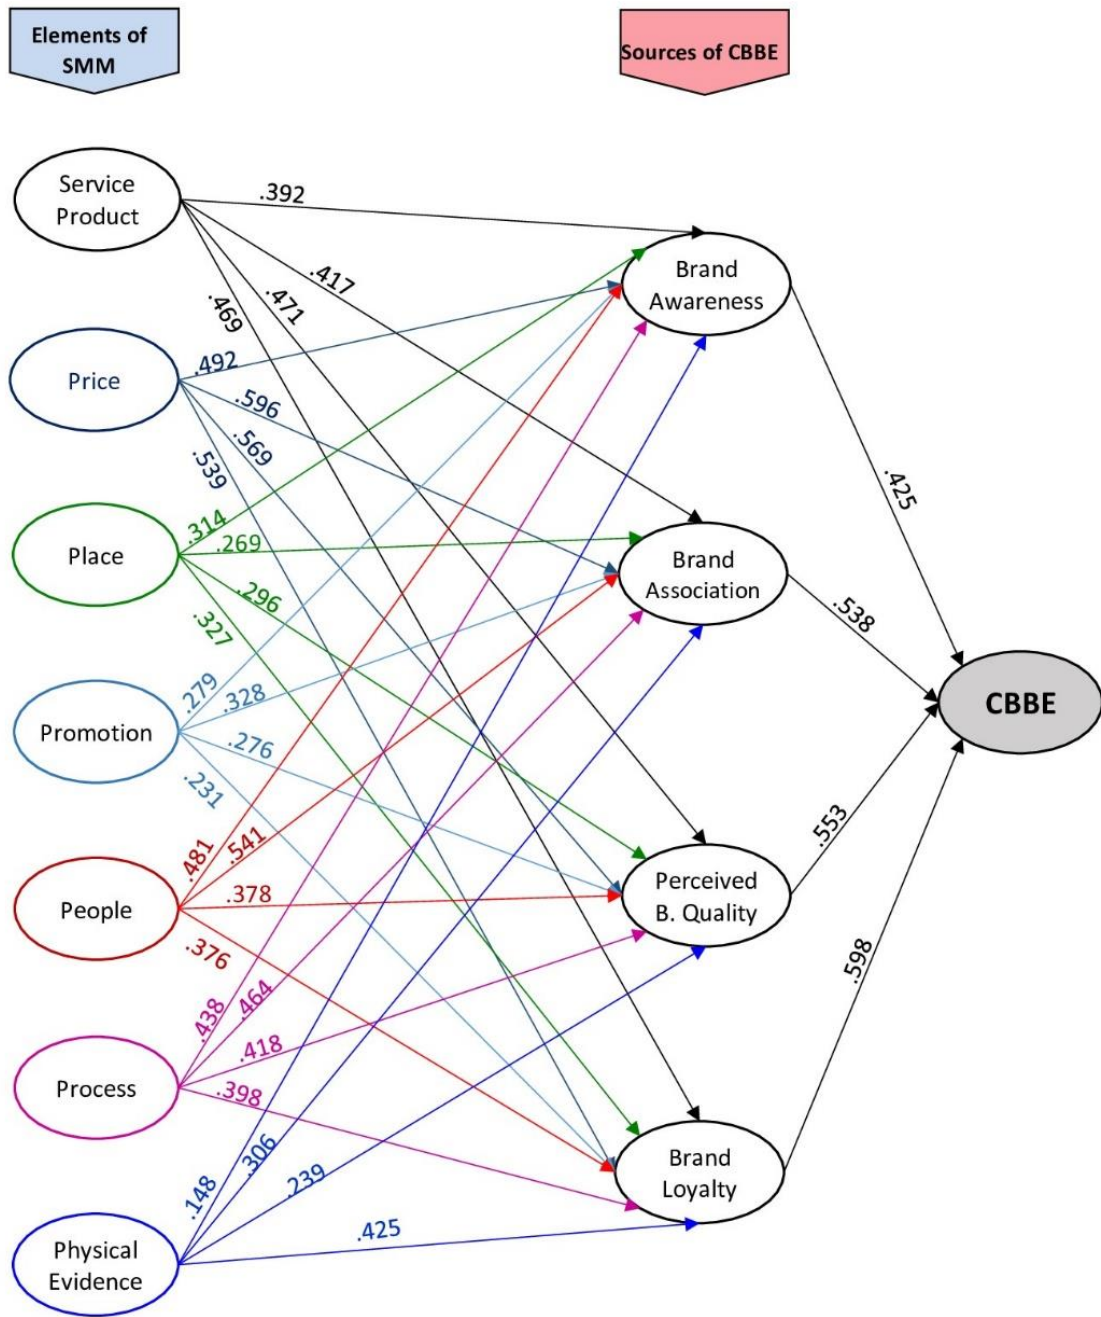 Elements of
SMM
Sources of CBBE
Service
Product
.392
.417
.471
.469
Price
.492
.596
.569
.539
Place
.314
.269
.296
.327
Promotion
.279
.328
.276
.231
People
.481
.541
.378
.376
Process
.438
.464
.418
.398
Physical
Evidence
.148
.306
.239
.425
Brand
Awareness
Brand
Association
Perceived
B. Quality
Brand
Loyalty
.425
.538
.553
.598
CBBE